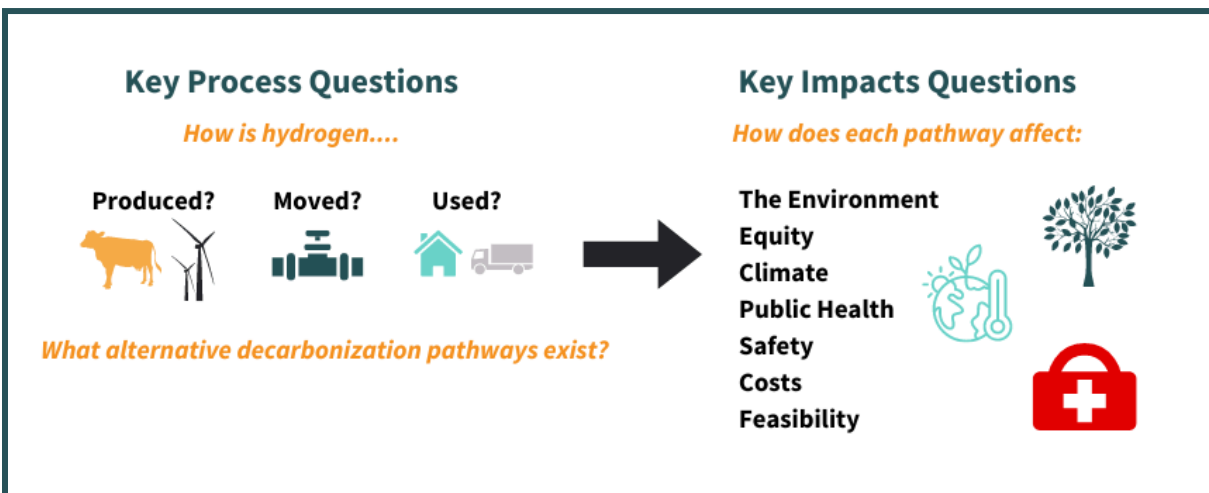 Key Process Questions
How is hydrogen....
Produced?
Moved?
Used?
What alternative decarbonization pathways exist?
Key Impacts Questions
How does each pathway affect:
The Environment
Equity
Climate
Public Health
Safety
Costs
Feasibility